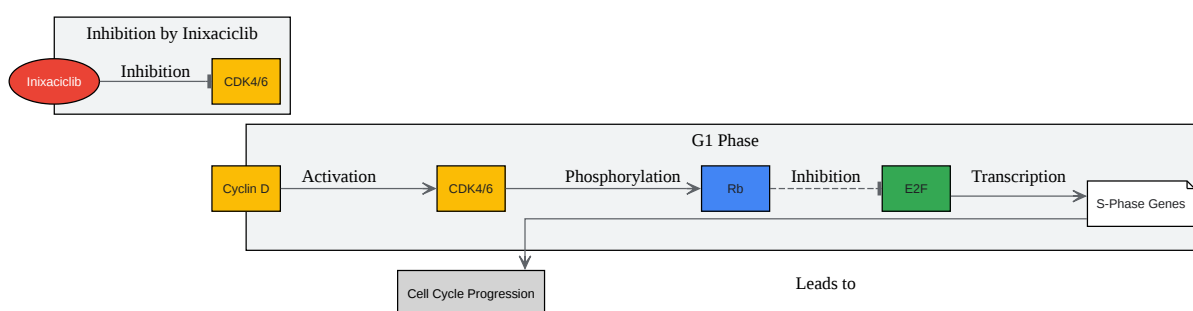 Inhibition by Inixaciclib
Inixaciclib
Inhibition
CDK4/6
G1 Phase
Cyclin D
Activation
CDK4/6
Phosphorylation
Rb
Inhibition
E2F
Transcription
S-Phase Genes
Cell Cycle Progression
Leads to